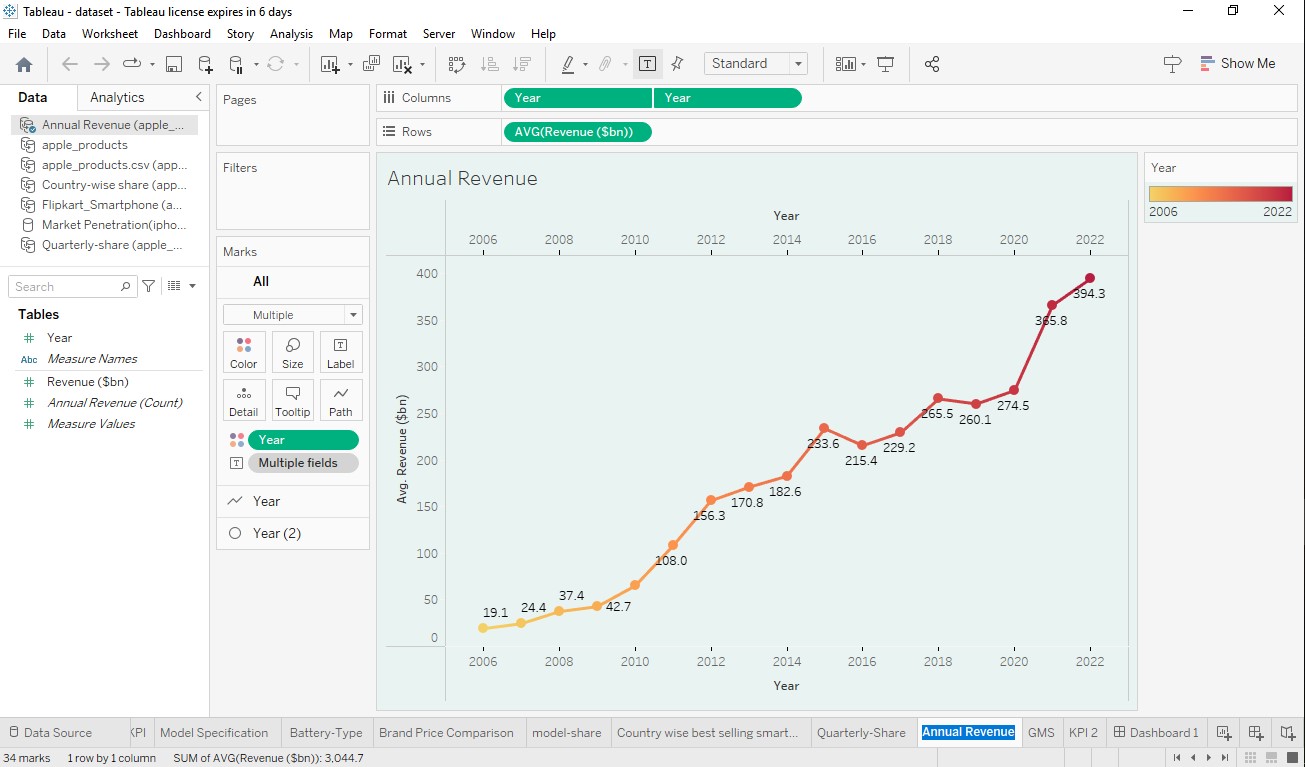 Tableau - dataset - Tableau license expires in 6 days
File Data Worksheet Dashboard Story Analysis Map Format Server Window Help
Standard
Show Me
Data Analytics
Annual Revenue (apple_...
apple_products
apple_products.csv (app...
Country-wise share (app...
Flipkart_Smartphone (a...
Market Penetration(ipho...
Quarterly-share (apple_...
Search
Tables
Year
Abc Measure Names
Revenue ($bn)
Annual Revenue (Count)
Measure Values
Pages
Filters
Marks
All
Multiple
Color Size Label
Detail Tooltip Path
Year
Multiple fields
Year
Year (2)
Columns Year Year
Rows AVG(Revenue ($bn))
Annual Revenue
Year
2006 2008 2010 2012 2014 2016 2018 2020 2022
Avg. Revenue ($bn)
400
350
300
250
200
150
100
50
0
19.1
24.4
37.4
42.7
108.0
156.3
170.8
182.6
233.6
215.4
229.2
265.5
260.1
274.5
365.8
394.3
2006 2008 2010 2012 2014 2016 2018 2020 2022
Year
Year
2006 2022
Data Source KPI Model Specification Battery-Type Brand Price Comparison model-share Country wise best selling smart... Quarterly-Share Annual Revenue GMS KPI 2 Dashboard 1
34 marks 1 row by 1 column SUM of AVG(Revenue ($bn)): 3,044.7